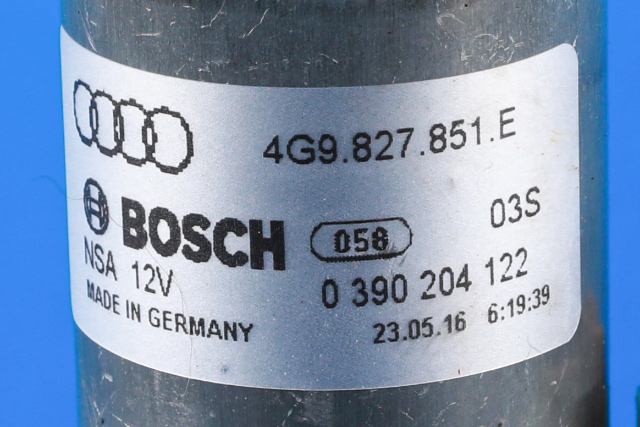 4G9.827.851.E
BOSCH 058 03S
NSA 12V 0 390 204 122
MADE IN GERMANY 23.05.16 6:19:39